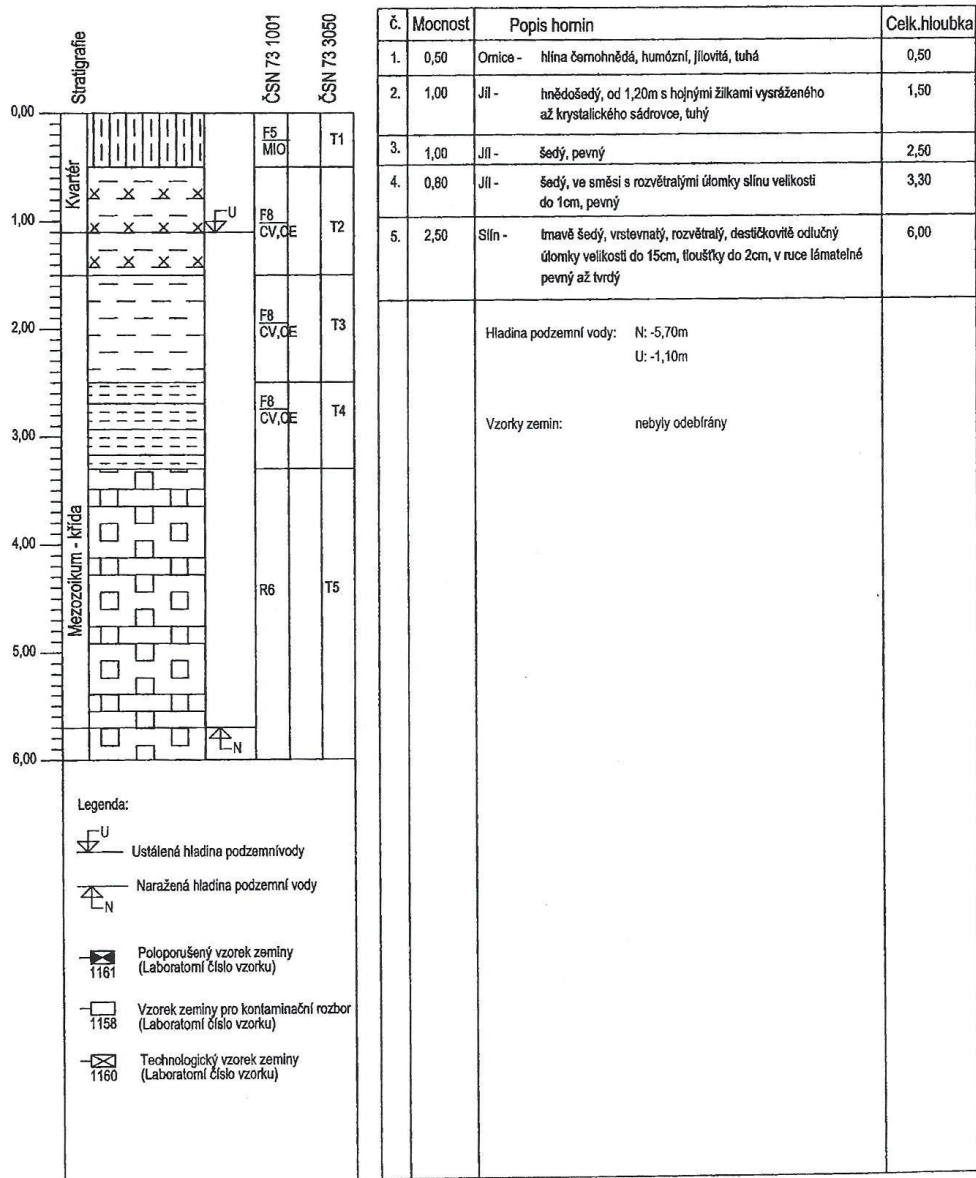 Stratigrafie
ČSN 73 1001
ČSN 73 3050
0,00
1,00
2,00
3,00
4,00
5,00
6,00
Kvartér
Mezozoikum - křída
U
N
F5
MIO
T1
F8
CV,CE
T2
F8
CV,CE
T3
F8
CV,CE
T4
R6
T5
Legenda:
U
Ustálená hladina podzemnívody
Naražená hladina podzemní vody
N
Poloporušený vzorek zeminy
1161 (Laboratorní číslo vzorku)
Vzorek zeminy pro kontaminační rozbor
1158 (Laboratorní číslo vzorku)
Technologický vzorek zeminy
1160 (Laboratorní číslo vzorku)
č. Mocnost Popis hornin Celk.hloubka
1. 0,50 Ornice - hlína černohnědá, humózní, jílovitá, tuhá 0,50
2. 1,00 Jíl - hnědošedý, od 1,20m s hojnými žilkami vysráženého 1,50
až krystalického sádrovce, tuhý
3. 1,00 Jíl - šedý, pevný 2,50
4. 0,80 Jíl - šedý, ve směsi s rozvětralými úlomky slínu velikosti 3,30
do 1cm, pevný
5. 2,50 Slín - tmavě šedý, vrstevnatý, rozvětralý, destičkovitě odlučný 6,00
úlomky velikosti do 15cm, tloušťky do 2cm, v ruce lámatelné
pevný až tvrdý
Hladina podzemní vody: N: -5,70m
U: -1,10m
Vzorky zemin: nebyly odebírány